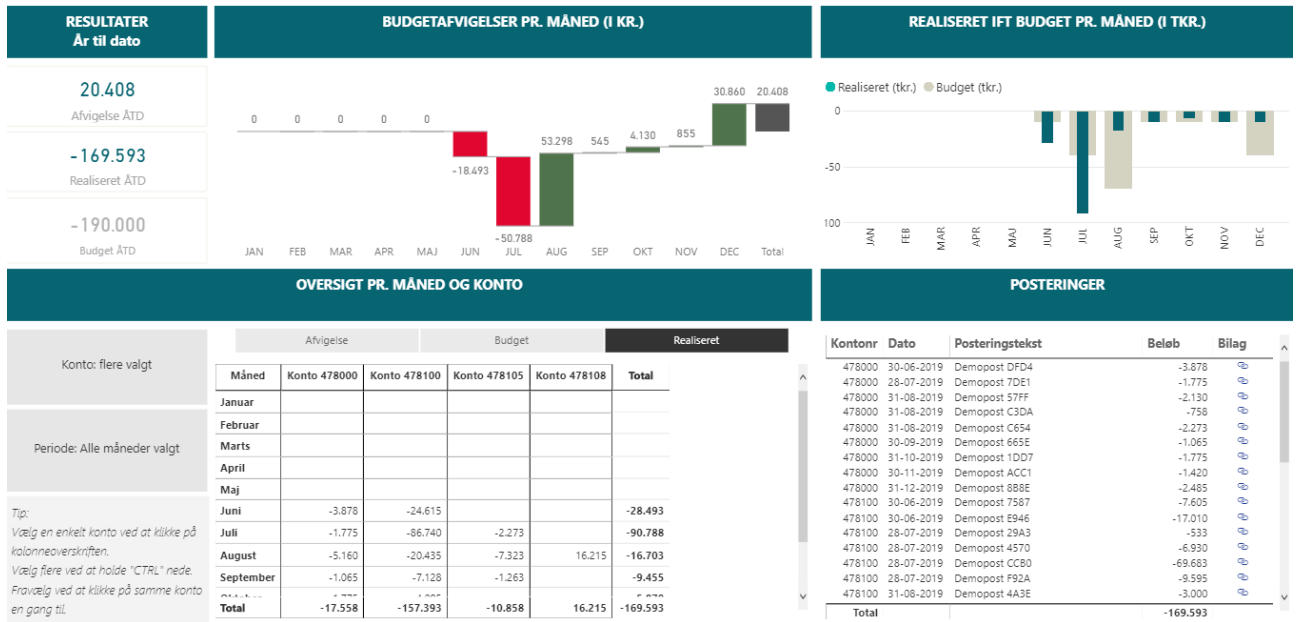 RESULTATER
År til dato
BUDGETAFVIGELSER PR. MÅNED (I KR.)
REALISERET IFT BUDGET PR. MÅNED (I TKR.)
20.408
Afvigelse ÅTD
-169.593
Realiseret ÅTD
-190.000
Budget ÅTD
0 0 0 0 0 -18.493 -50.788 53.298 545 4.130 855 30.860 20.408
JAN FEB MAR APR MAJ JUN JUL AUG SEP OKT NOV DEC Total
Realiseret (tkr.) Budget (tkr.)
0
-50
100
JAN FEB MAR APR MAJ JUN JUL AUG SEP OKT NOV DEC
OVERSIGT PR. MÅNED OG KONTO
POSTERINGER
Konto: flere valgt
Periode: Alle måneder valgt
Tip:
Vælg en enkelt konto ved at klikke på
kolonneoverskriften.
Vælg flere ved at holde "CTRL" nede.
Fravælg ved at klikke på samme konto
en gang til.
Afvigelse Budget Realiseret
Måned Konto 478000 Konto 478100 Konto 478105 Konto 478108 Total
Januar
Februar
Marts
April
Maj
Juni -3.878 -24.615 -28.493
Juli -1.775 -86.740 -2.273 -90.788
August -5.160 -20.435 -7.323 16.215 -16.703
September -1.065 -7.128 -1.263 -9.455
Total -17.558 -157.393 -10.858 16.215 -169.593
Kontonr Dato Posteringstekst Beløb Bilag
478000 30-06-2019 Demopost DFD4 -3.878
478000 28-07-2019 Demopost 7DE1 -1.775
478000 31-08-2019 Demopost 57FF -2.130
478000 31-08-2019 Demopost C3DA -758
478000 31-08-2019 Demopost C654 -2.273
478000 30-09-2019 Demopost 665E -1.065
478000 31-10-2019 Demopost 1DD7 -1.775
478000 30-11-2019 Demopost ACC1 -1.420
478000 31-12-2019 Demopost 8B8E -2.485
478100 30-06-2019 Demopost 7587 -7.605
478100 30-06-2019 Demopost E946 -17.010
478100 28-07-2019 Demopost 29A3 -533
478100 28-07-2019 Demopost 4570 -6.930
478100 28-07-2019 Demopost CCB0 -69.683
478100 28-07-2019 Demopost F92A -9.595
478100 31-08-2019 Demopost 4A3E -3.000
Total -169.593